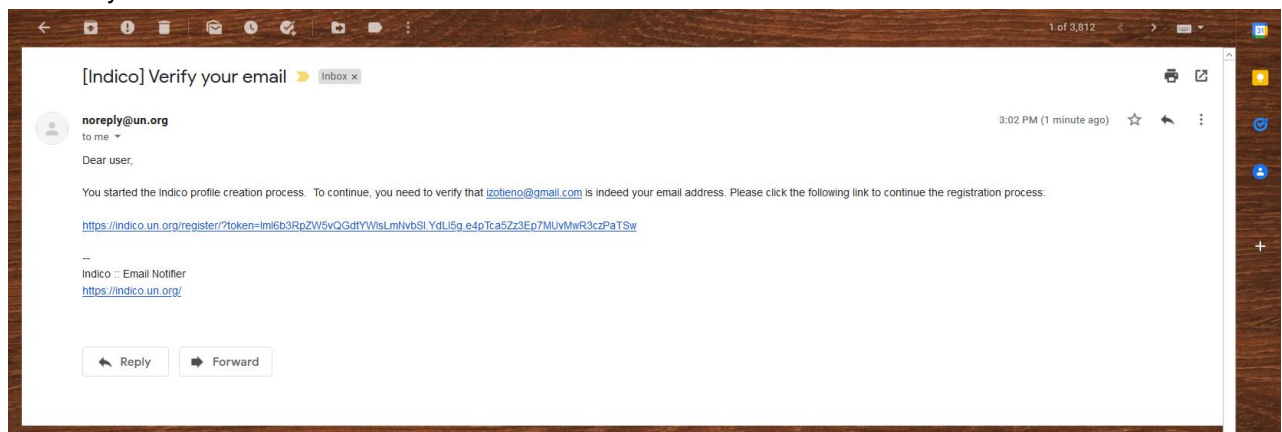 1 of 3,812
31
[Indico] Verify your email Inbox x
noreply@un.org
3:02 PM (1 minute ago)
to me
Dear user,
You started the Indico profile creation process. To continue, you need to verify that izotieno@gmail.com is indeed your email address. Please click the following link to continue the registration process:
https://indico.un.org/register/?token=Iml6b3RpZW5vQGdtYWlsLmNvbSI.YdLI5g.e4pTca5Zz3Ep7MUvMwR3czPaTSw
--
Indico :: Email Notifier
https://indico.un.org/
Reply Forward